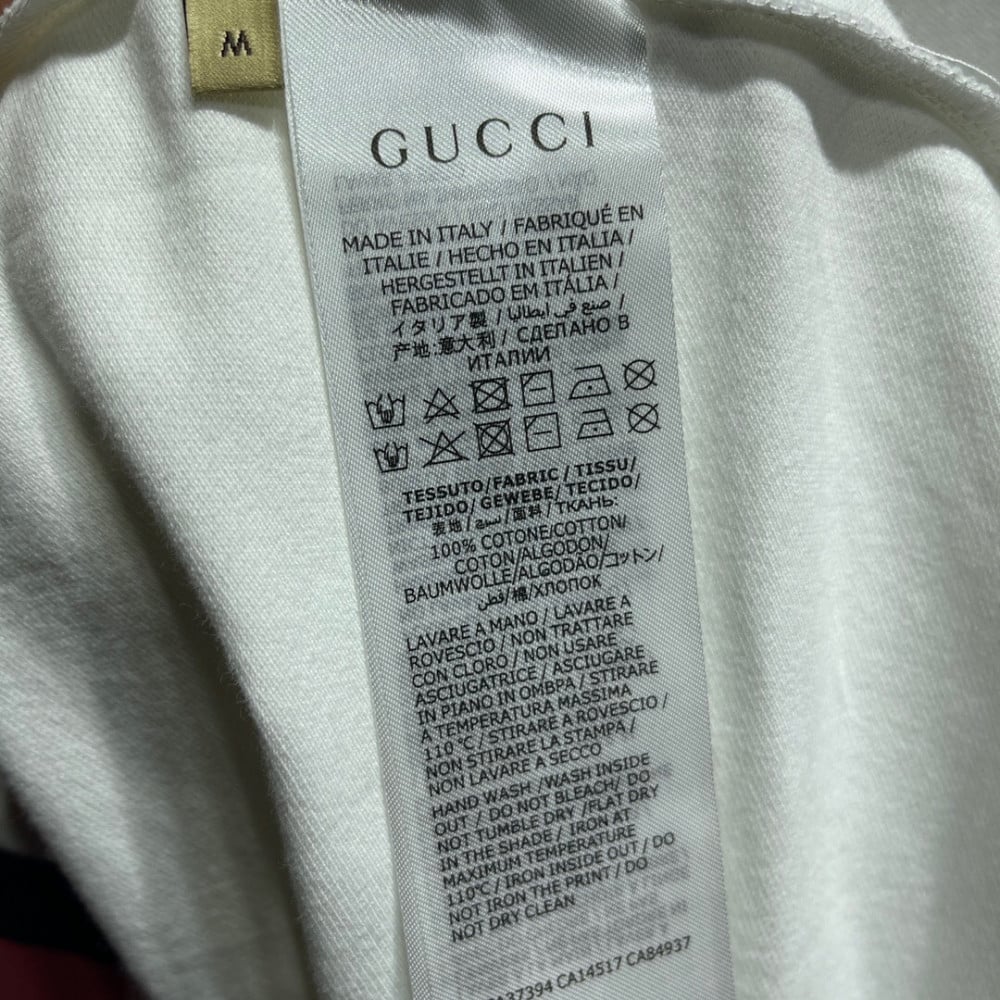 M
GUCCI
MADE IN ITALY / FABRIQUÉ EN
ITALIE / HECHO EN ITALIA /
HERGESTELLT IN ITALIEN /
FABRICADO EM ITÁLIA /
イタリア製 / صنع في ايطاليا /
产地:意大利 / СДЕЛАНО В
ИТАЛИИ
TESSUTO/FABRIC / TISSU/
TEJIDO/ GEWEBE/ TECIDO/
表地/نسيج/面料/ТКАНЬ:
100% COTONE/COTTON/
COTON/ALGODON/
BAUMWOLLE/ALGODÃO/コットン/
قطن/棉/ХЛОПОК
LAVARE A MANO / LAVARE A
ROVESCIO / NON TRATTARE
CON CLORO / NON USARE
ASCIUGATRICE / ASCIUGARE
IN PIANO IN OMBRA / STIRARE
A TEMPERATURA MASSIMA
110°C / STIRARE A ROVESCIO /
NON STIRARE LA STAMPA /
NON LAVARE A SECCO
HAND WASH /WASH INSIDE
OUT / DO NOT BLEACH/ DO
NOT TUMBLE DRY /FLAT DRY
IN THE SHADE / IRON AT
MAXIMUM TEMPERATURE
110°C / IRON INSIDE OUT / DO
NOT IRON THE PRINT / DO
NOT DRY CLEAN
CA14517 CA84937